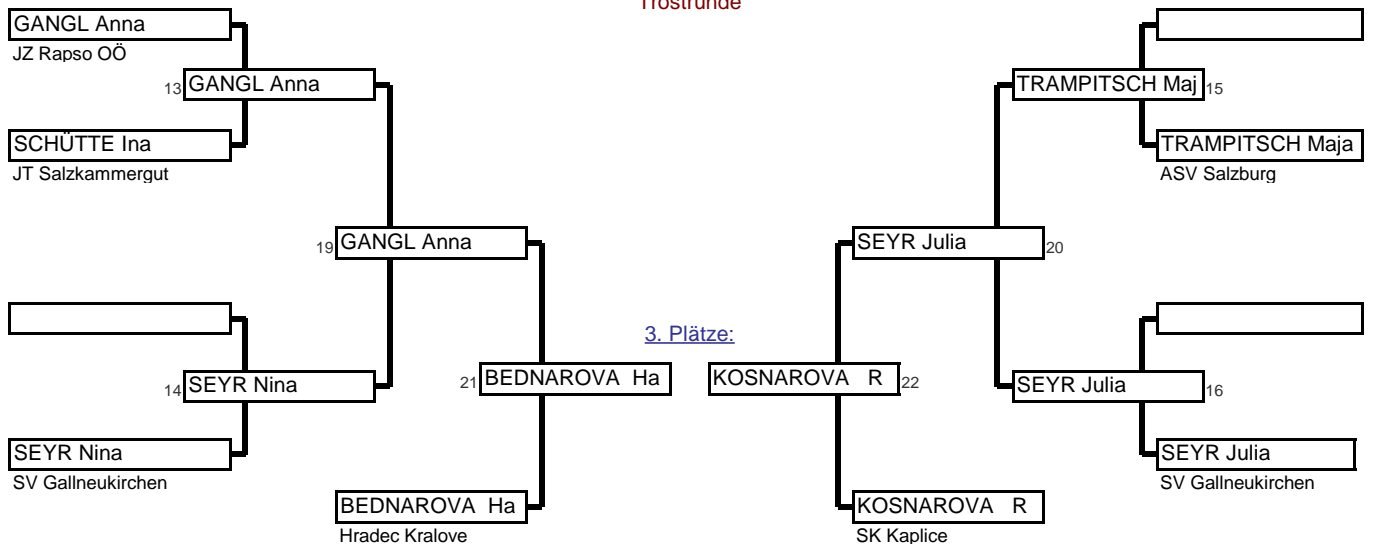 Trostrunde
GANGL Anna
JZ Rapso OÖ
13 GANGL Anna
TRAMPITSCH Maj 15
SCHÜTTE Ina
JT Salzkammergut
TRAMPITSCH Maja
ASV Salzburg
19 GANGL Anna
SEYR Julia 20
3. Plätze:
14 SEYR Nina
21 BEDNAROVA Ha
KOSNAROVA R 22
SEYR Julia 16
SEYR Nina
SV Gallneukirchen
SEYR Julia
SV Gallneukirchen
BEDNAROVA Ha
Hradec Kralove
KOSNAROVA R
SK Kaplice